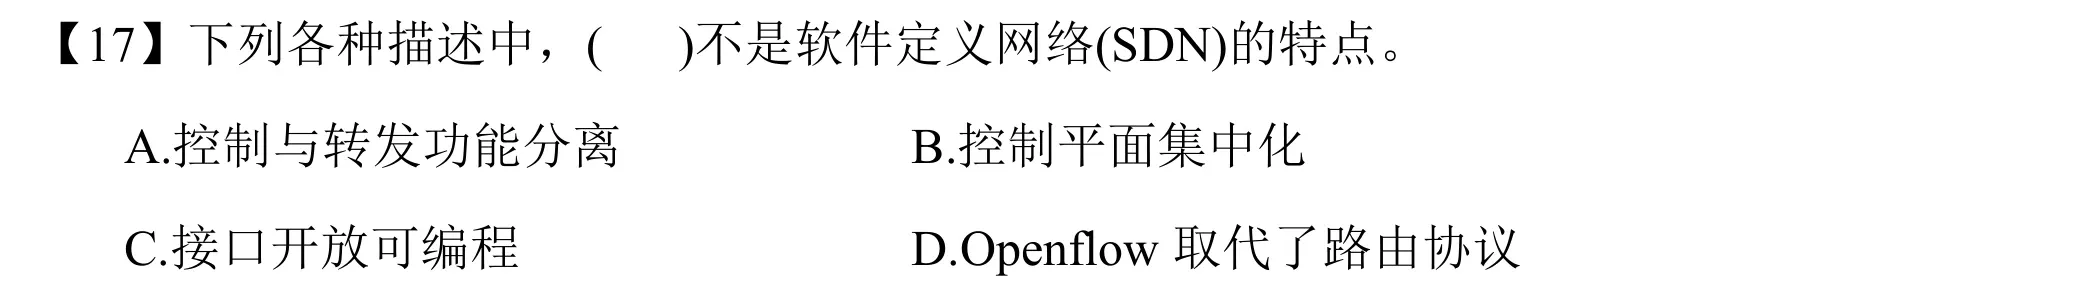 【17】下列各种描述中，(   )不是软件定义网络(SDN)的特点。
A.控制与转发功能分离 B.控制平面集中化
C.接口开放可编程 D.Openflow 取代了路由协议